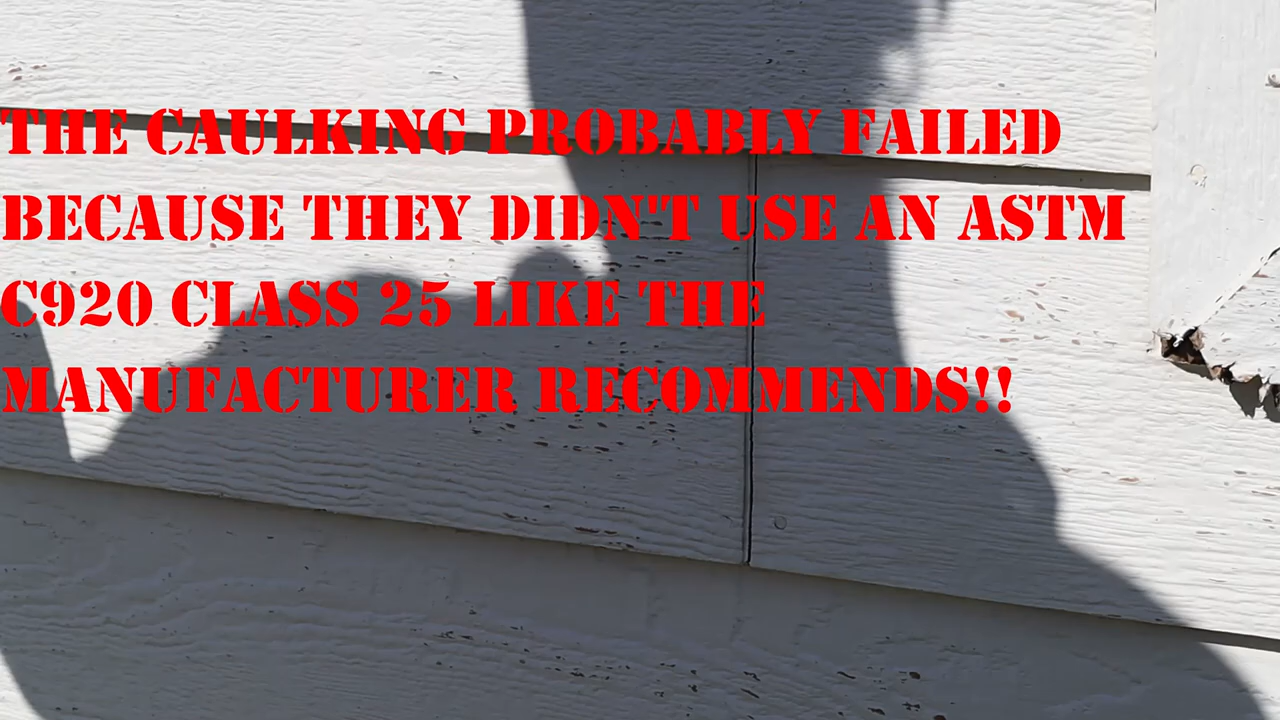 THE CAULKING PROBABLY FAILED
BECAUSE THEY DIDN'T USE AN ASTM
C920 CLASS 25 LIKE THE
MANUFACTURER RECOMMENDS!!